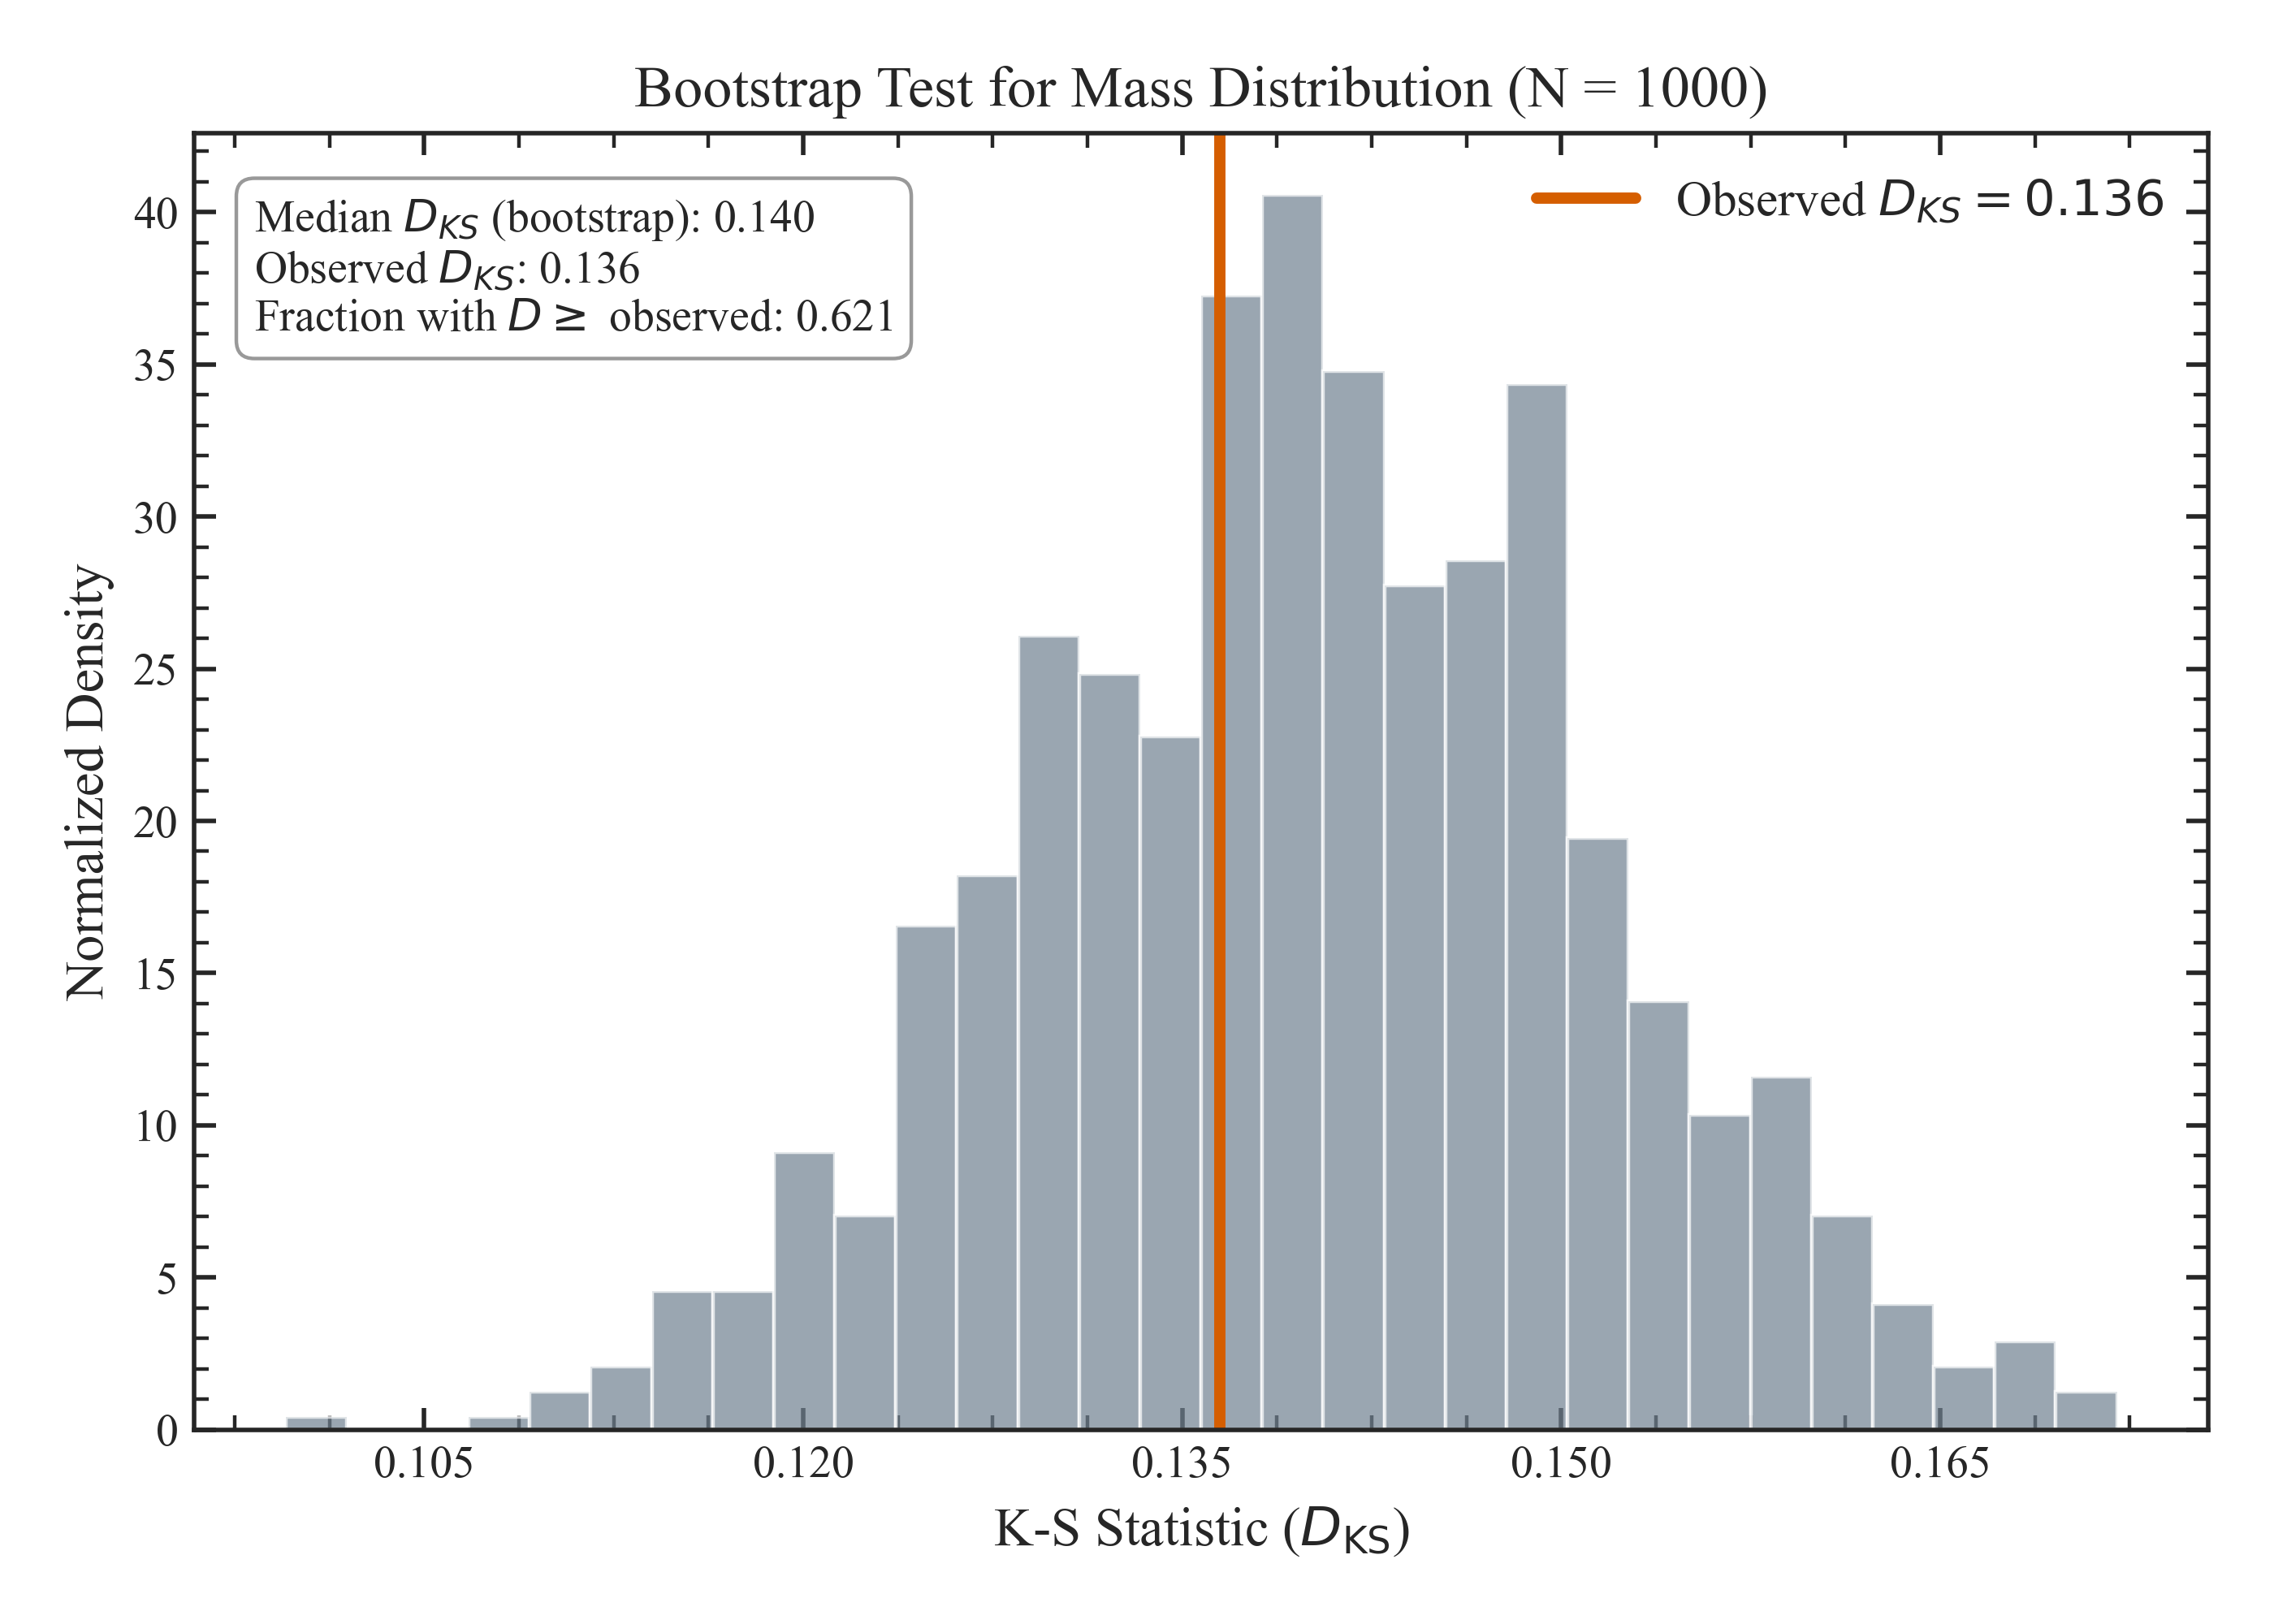 Bootstrap Test for Mass Distribution (N = 1000)
Median D_KS (bootstrap): 0.140
Observed D_KS: 0.136
Fraction with D ≥ observed: 0.621
Observed D_KS = 0.136
Normalized Density
40
35
30
25
20
15
10
5
0
0.105 0.120 0.135 0.150 0.165
K-S Statistic (D_KS)